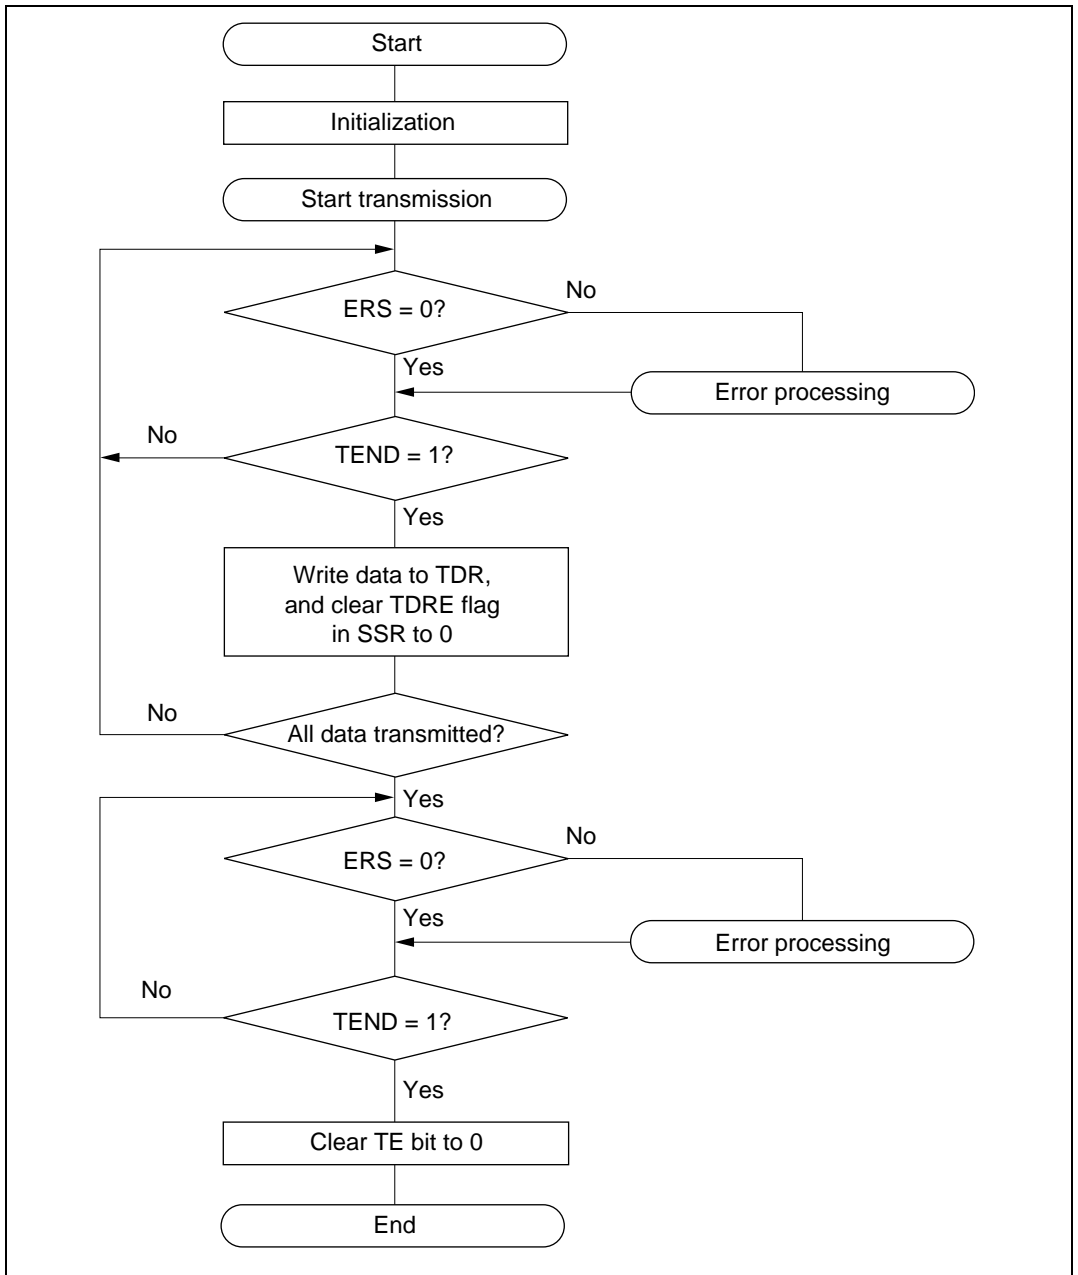 Start
Initialization
Start transmission
ERS = 0?
No
Yes
Error processing
No
TEND = 1?
Yes
Write data to TDR,
and clear TDRE flag
in SSR to 0
No
All data transmitted?
Yes
No
ERS = 0?
Yes
Error processing
No
TEND = 1?
Yes
Clear TE bit to 0
End